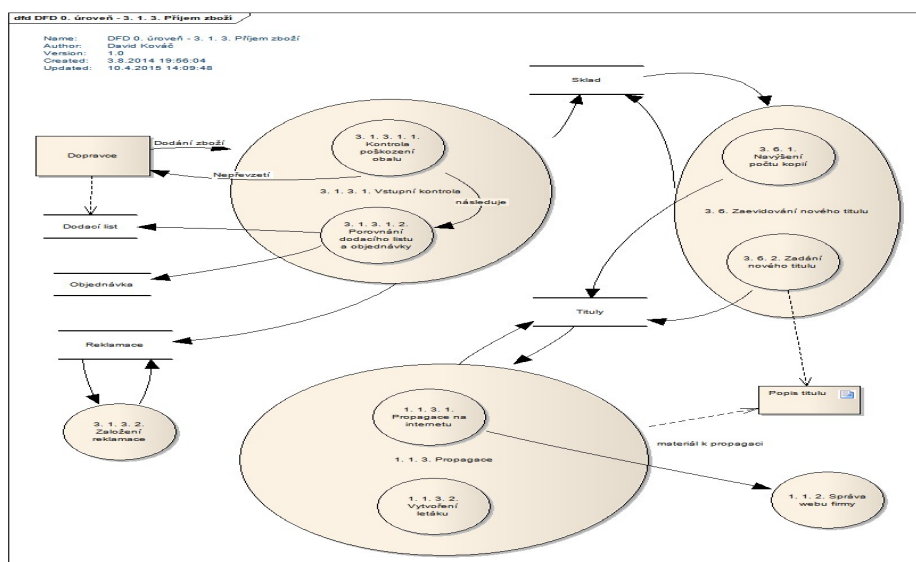 dfd DFD 0. úroveň - 3. 1. 3. Příjem zboží
Name: DFD 0. úroveň - 3. 1. 3. Příjem zboží
Author: David Kováč
Version: 1.0
Created: 3.8.2014 19:56:04
Updated: 10.4.2015 14:09:48
Sklad
Dopravce
Dodání zboží
Nepřevzetí
3. 1. 3. 1. 1.
Kontrola
poškození
obalu
3. 1. 3. 1. Vstupní kontrola
následuje
3. 1. 3. 1. 2.
Porovnání
dodacího listu
a objednávky
3. 6. 1.
Navýšení
počtu kopií
3. 6. Zaevidování nového titulu
3. 6. 2. Zadání
nového titulu
Dodací list
Objednávka
Reklamace
Tituly
3. 1. 3. 2.
Založení
reklamace
1. 1. 3. 1.
Propagace na
internetu
1. 1. 3. Propagace
1. 1. 3. 2.
Vytvoření
letáku
Popis titulu
materiál k propagaci
1. 1. 2. Správa
webu firmy